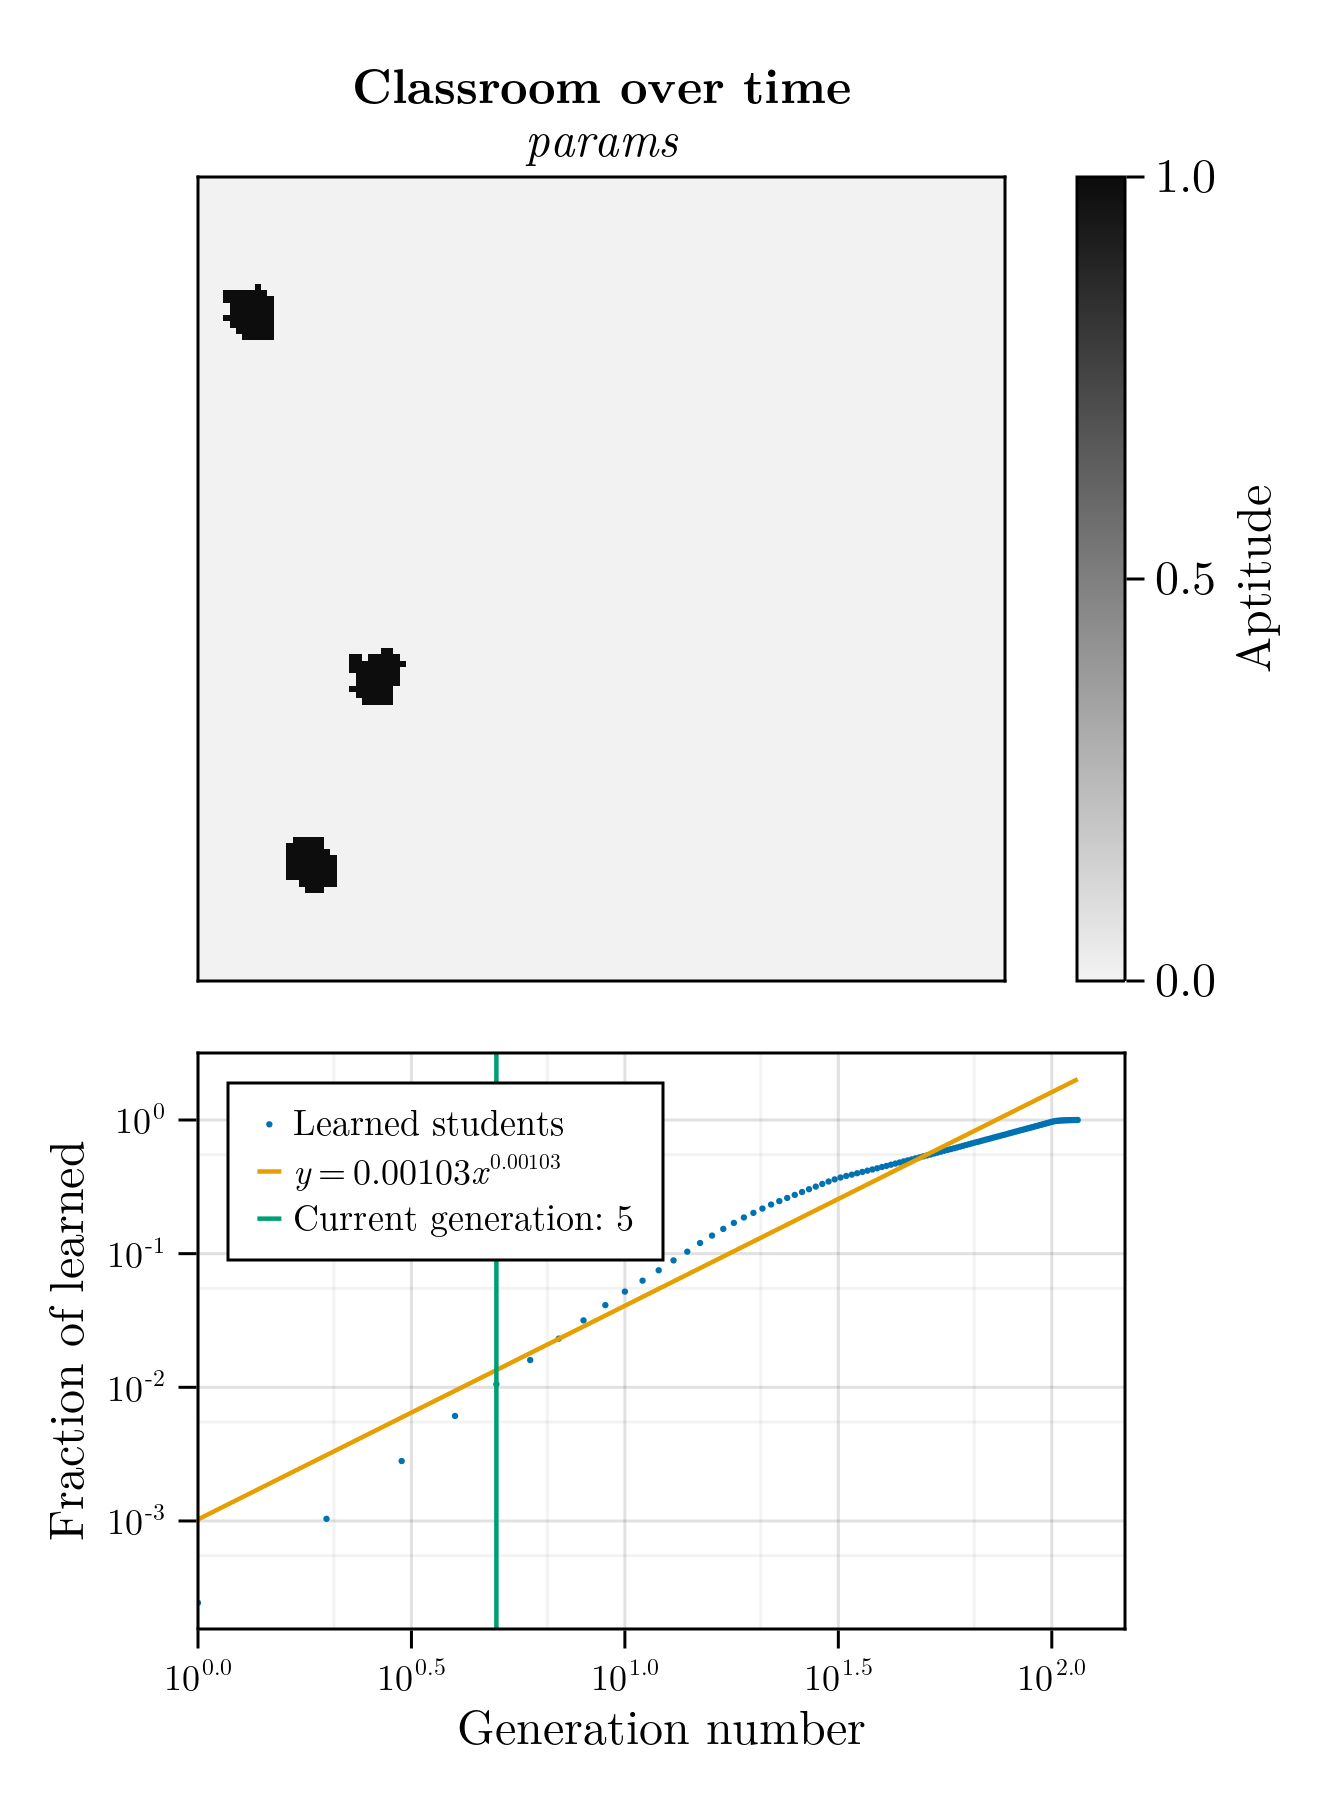 Classroom over time
params
1.0
0.5
0.0
Aptitude
Learned students
y = 0.00103x^0.00103
Current generation: 5
10^0
10^-1
10^-2
10^-3
Fraction of learned
10^0.0 10^0.5 10^1.0 10^1.5 10^2.0
Generation number